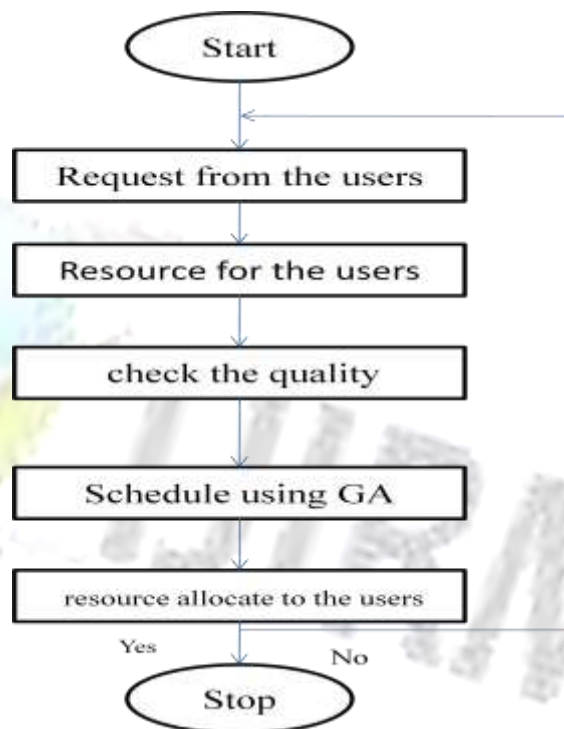 Start
Request from the users
Resource for the users
check the quality
Schedule using GA
resource allocate to the users
Yes
No
Stop